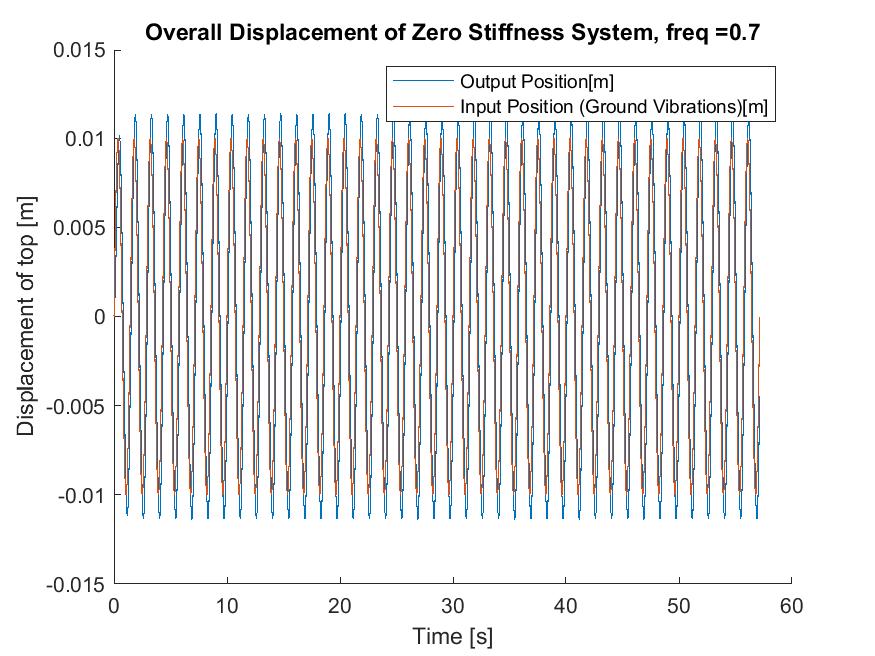 Overall Displacement of Zero Stiffness System, freq =0.7
Output Position[m]
Input Position (Ground Vibrations)[m]
Displacement of top [m]
0.015
0.01
0.005
0
-0.005
-0.01
-0.015
0 10 20 30 40 50 60
Time [s]